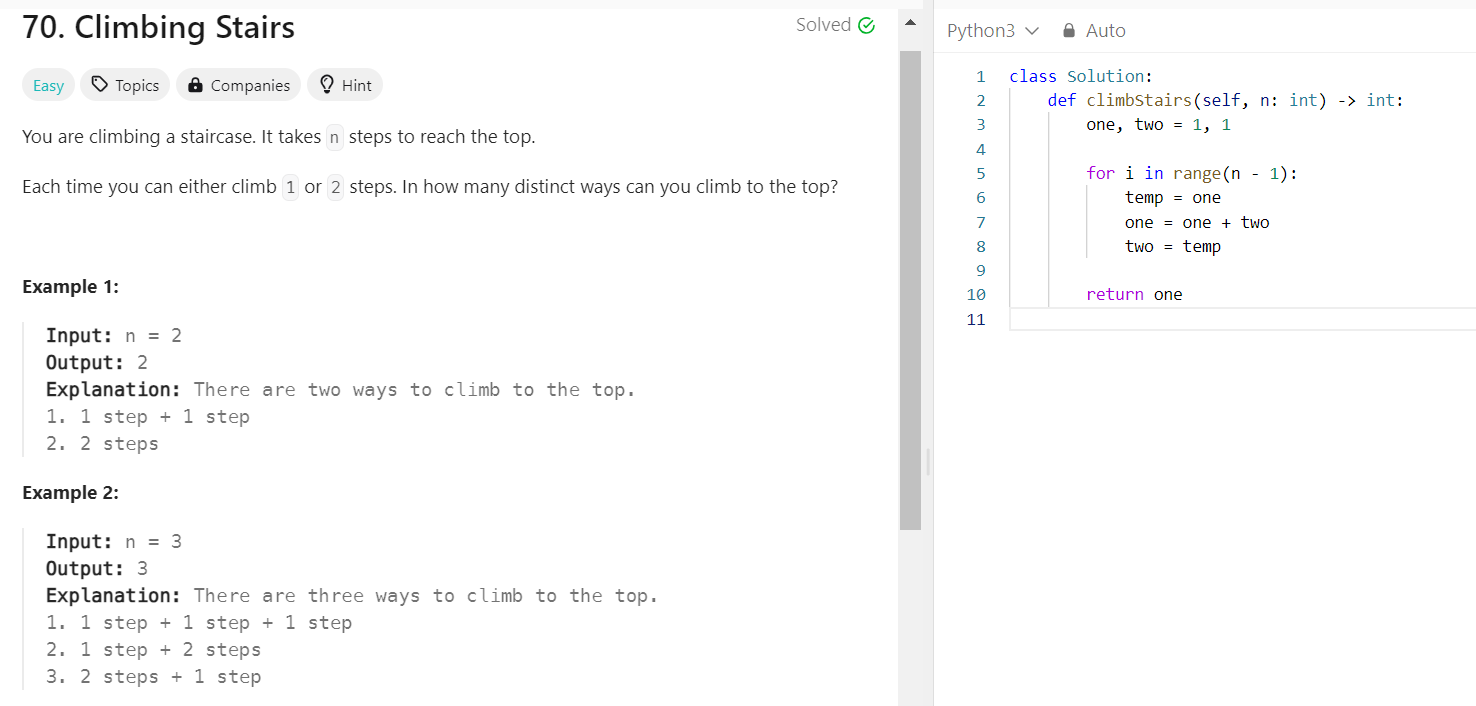 70. Climbing Stairs
Solved
Easy
Topics
Companies
Hint
You are climbing a staircase. It takes n steps to reach the top.
Each time you can either climb 1 or 2 steps. In how many distinct ways can you climb to the top?
Example 1:
Input: n = 2
Output: 2
Explanation: There are two ways to climb to the top.
1. 1 step + 1 step
2. 2 steps
Example 2:
Input: n = 3
Output: 3
Explanation: There are three ways to climb to the top.
1. 1 step + 1 step + 1 step
2. 1 step + 2 steps
3. 2 steps + 1 step
Python3
Auto
1 class Solution:
2     def climbStairs(self, n: int) -> int:
3         one, two = 1, 1
4
5         for i in range(n - 1):
6             temp = one
7             one = one + two
8             two = temp
9
10         return one
11